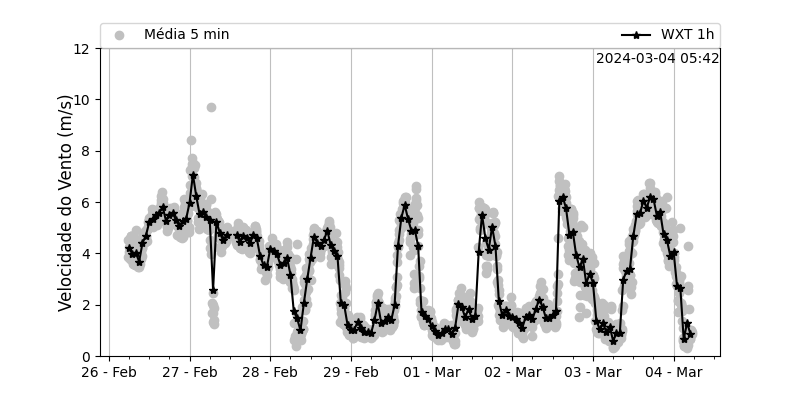 Média 5 min
WXT 1h
2024-03-04 05:42
Velocidade do Vento (m/s)
12
10
8
6
4
2
0
26 - Feb
27 - Feb
28 - Feb
29 - Feb
01 - Mar
02 - Mar
03 - Mar
04 - Mar